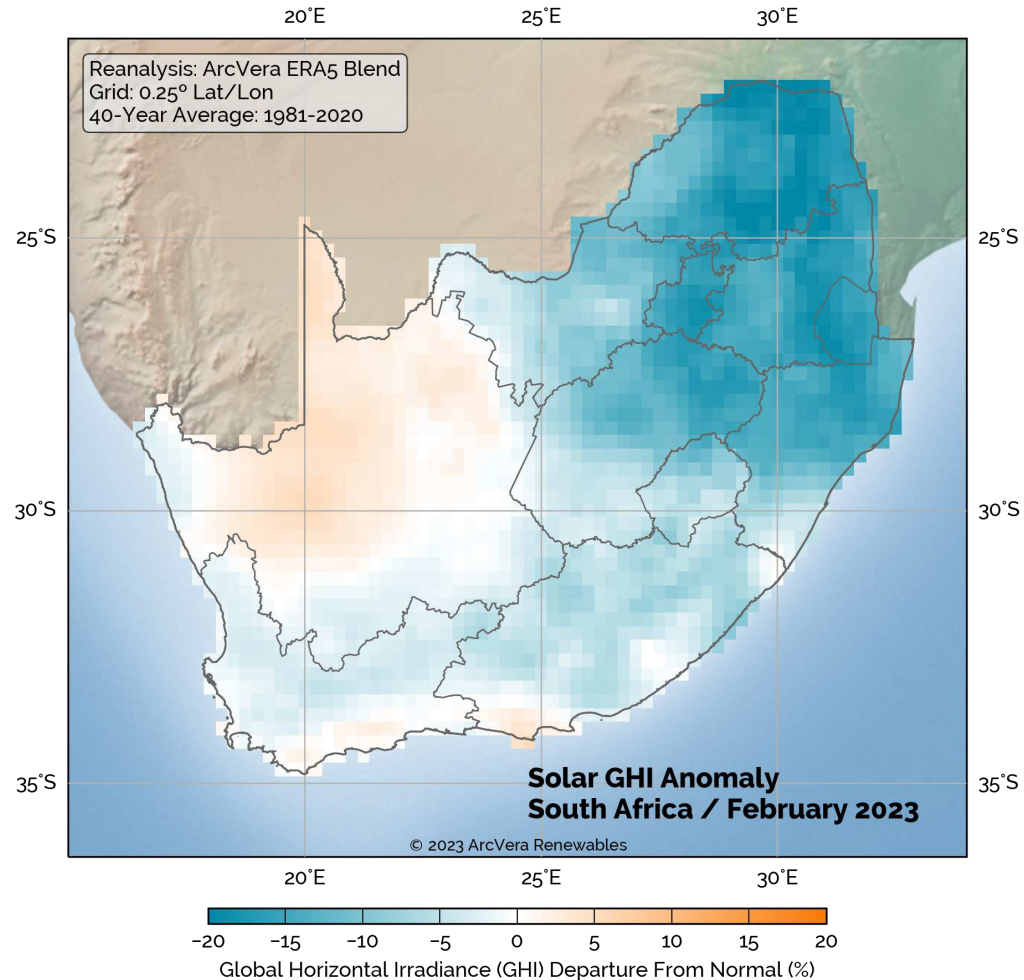 20°E 25°E 30°E
Reanalysis: ArcVera ERA5 Blend
Grid: 0.25º Lat/Lon
40-Year Average: 1981-2020
25°S 25°S
30°S 30°S
35°S 35°S
Solar GHI Anomaly
South Africa / February 2023
© 2023 ArcVera Renewables
20°E 25°E 30°E
−20 −15 −10 −5 0 5 10 15 20
Global Horizontal Irradiance (GHI) Departure From Normal (%)